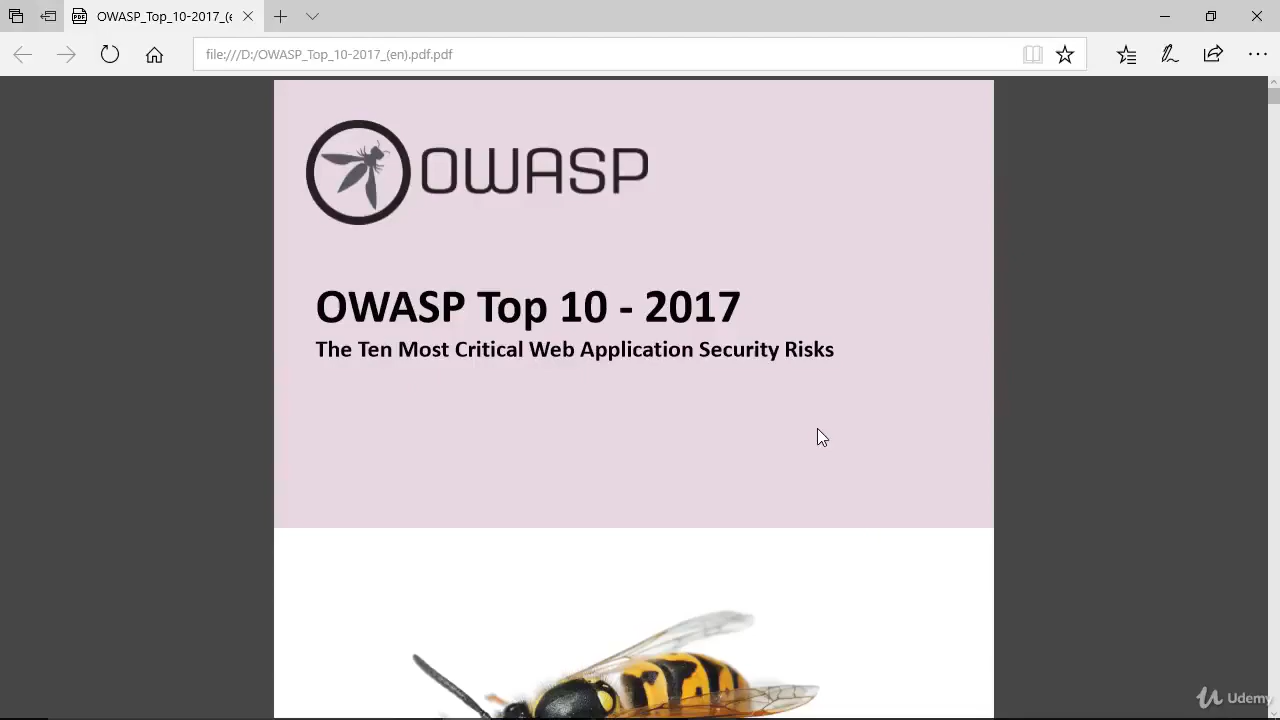 OWASP_Top_10-2017_(e
file:///D:/OWASP_Top_10-2017_(en).pdf.pdf
OWASP
OWASP Top 10 - 2017
The Ten Most Critical Web Application Security Risks
Udemy